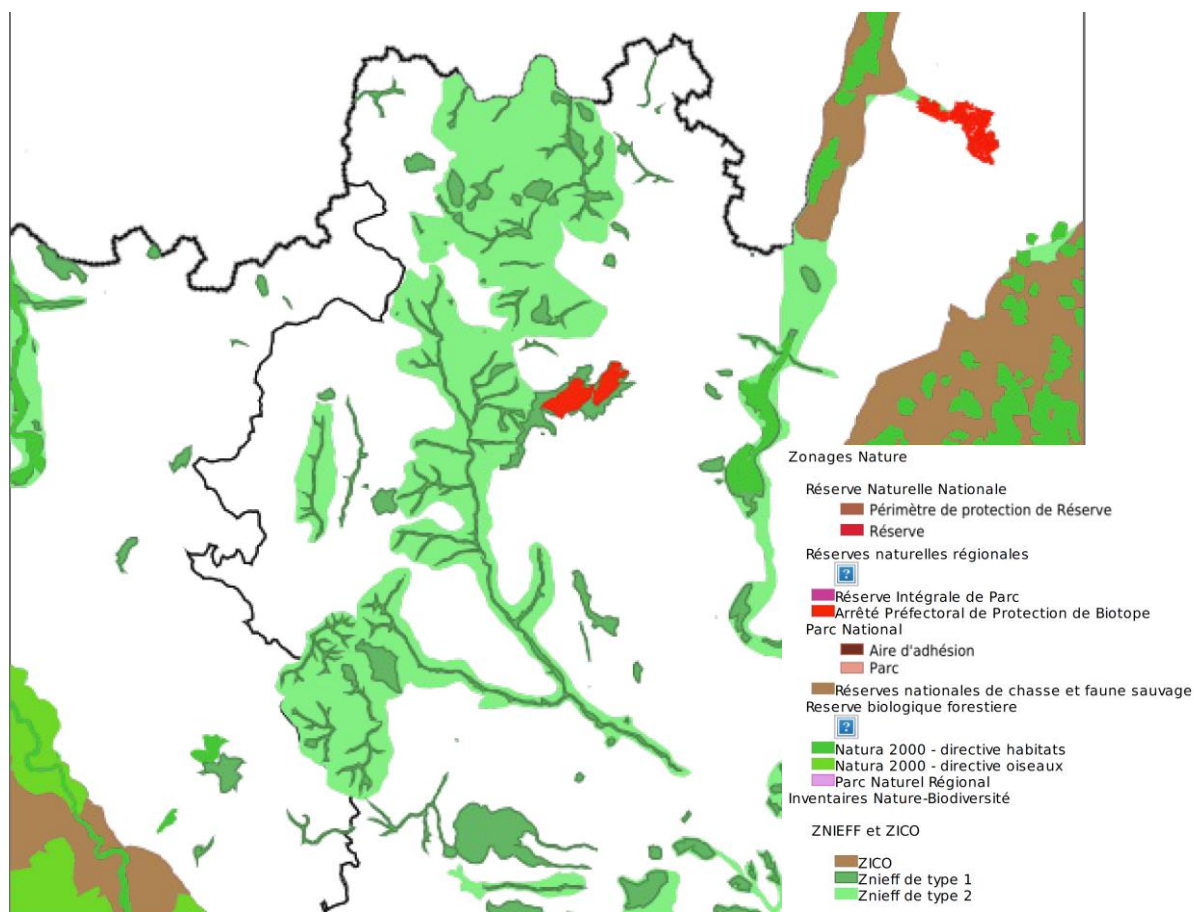 Zonages Nature
Réserve Naturelle Nationale
Périmètre de protection de Réserve
Réserve
Réserves naturelles régionales
?
Réserve Intégrale de Parc
Arrêté Préfectoral de Protection de Biotope
Parc National
Aire d'adhésion
Parc
Réserves nationales de chasse et faune sauvage
Reserve biologique forestiere
?
Natura 2000 - directive habitats
Natura 2000 - directive oiseaux
Parc Naturel Régional
Inventaires Nature-Biodiversité
ZNIEFF et ZICO
ZICO
Znieff de type 1
Znieff de type 2